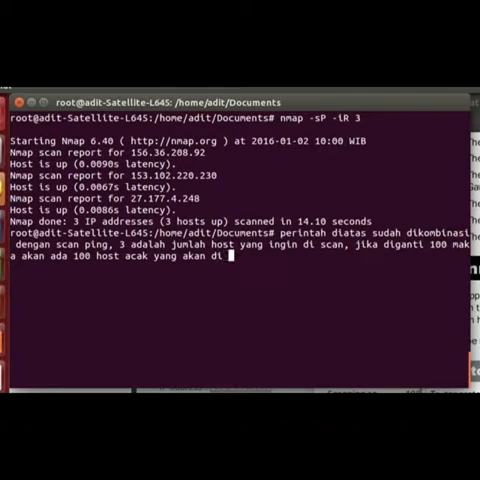 root@adit-Satellite-L645: /home/adit/Documents
root@adit-Satellite-L645:/home/adit/Documents# nmap -sP -iR 3
Starting Nmap 6.40 ( http://nmap.org ) at 2016-01-02 10:00 WIB
Nmap scan report for 156.36.208.92
Host is up (0.0090s latency).
Nmap scan report for 153.102.220.230
Host is up (0.0067s latency).
Nmap scan report for 27.177.4.248
Host is up (0.0086s latency).
Nmap done: 3 IP addresses (3 hosts up) scanned in 14.10 seconds
root@adit-Satellite-L645:/home/adit/Documents# perintah diatas sudah dikombinasi
dengan scan ping, 3 adalah jumlah host yang ingin di scan, jika diganti 100 mak
a akan ada 100 host acak yang akan di